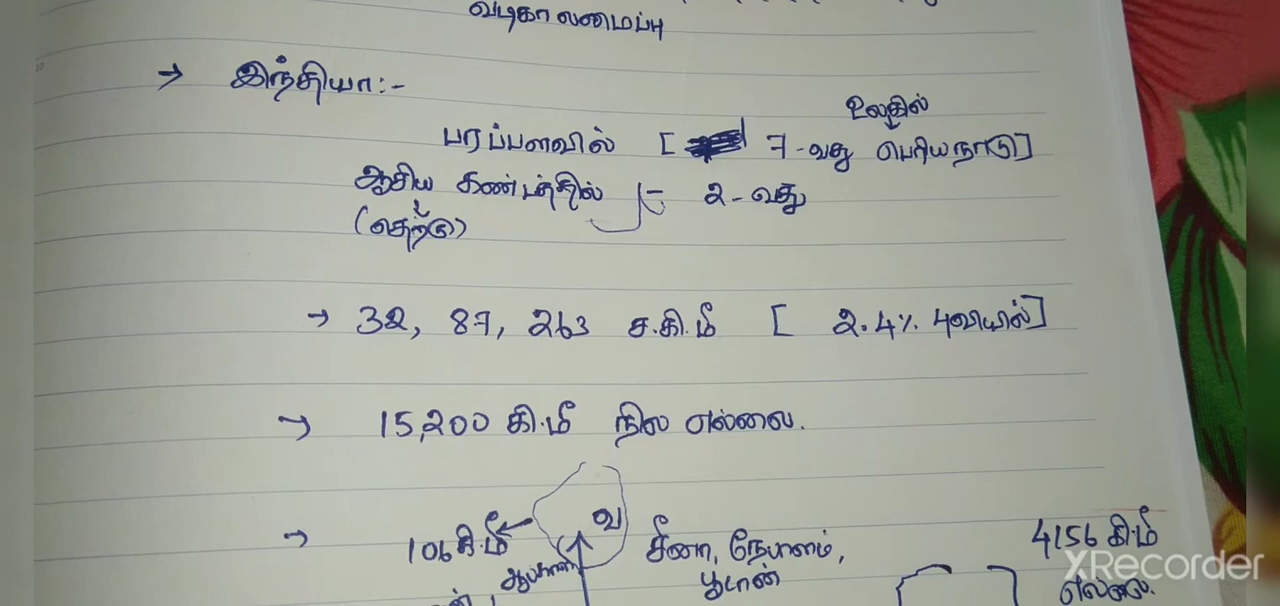 வடிகாலமைப்பு
→ இந்தியா:-
உலகில்
பரப்பளவில் [ 7-வது பெரியநாடு]
ஆசிய கண்டத்தில் - 2-வது
(தெற்கு)
→ 32, 87, 263 ச.கி.மீ [ 2.4% புவியில்]
→ 15,200 கி.மீ நில எல்லை.
→ 106 கி.மீ ← வ சீனா, நேபாளம், 4156 கி.மீ
ஆப்கான் பூடான் எல்லை.
XRecorder